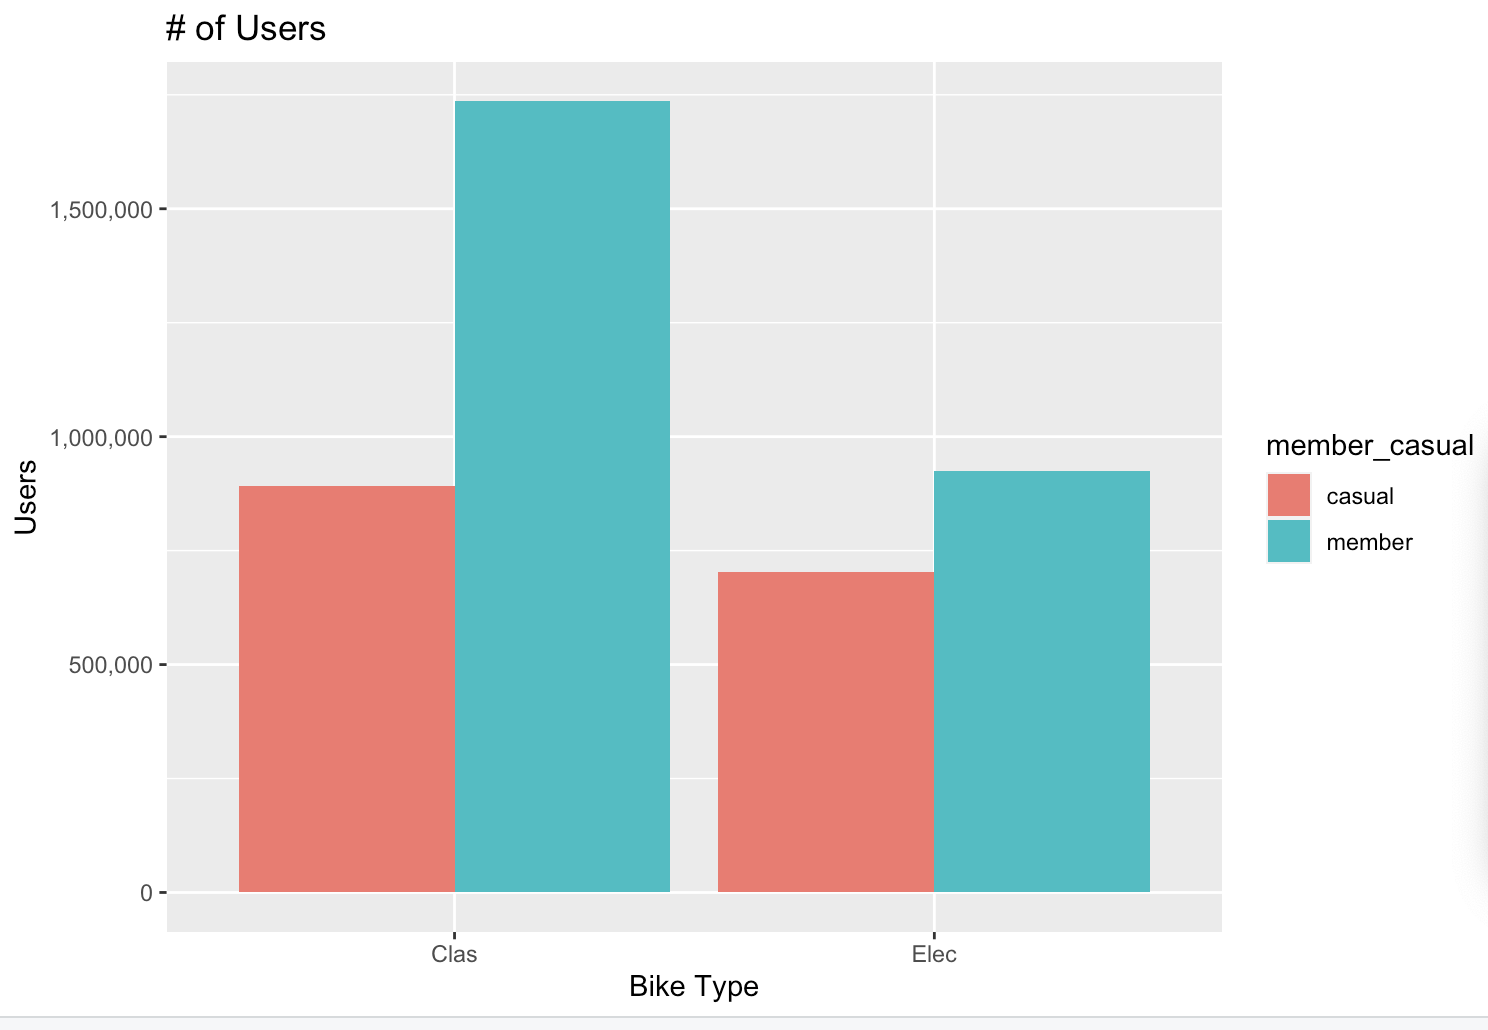 # of Users
Users
1,500,000
1,000,000
500,000
0
Clas
Elec
Bike Type
member_casual
casual
member